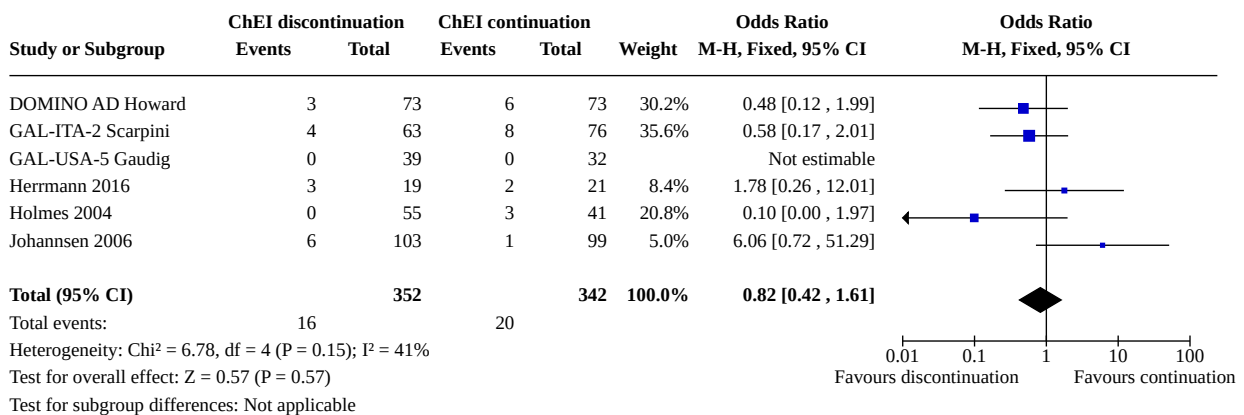 ChEI discontinuation ChEI continuation Odds Ratio Odds Ratio
Study or Subgroup Events Total Events Total Weight M-H, Fixed, 95% CI M-H, Fixed, 95% CI
DOMINO AD Howard 3 73 6 73 30.2% 0.48 [0.12 , 1.99]
GAL-ITA-2 Scarpini 4 63 8 76 35.6% 0.58 [0.17 , 2.01]
GAL-USA-5 Gaudig 0 39 0 32 Not estimable
Herrmann 2016 3 19 2 21 8.4% 1.78 [0.26 , 12.01]
Holmes 2004 0 55 3 41 20.8% 0.10 [0.00 , 1.97]
Johannsen 2006 6 103 1 99 5.0% 6.06 [0.72 , 51.29]
Total (95% CI) 352 342 100.0% 0.82 [0.42 , 1.61]
Total events: 16 20
Heterogeneity: Chi² = 6.78, df = 4 (P = 0.15); I² = 41%
0.01 0.1 1 10 100
Test for overall effect: Z = 0.57 (P = 0.57)
Favours discontinuation Favours continuation
Test for subgroup differences: Not applicable